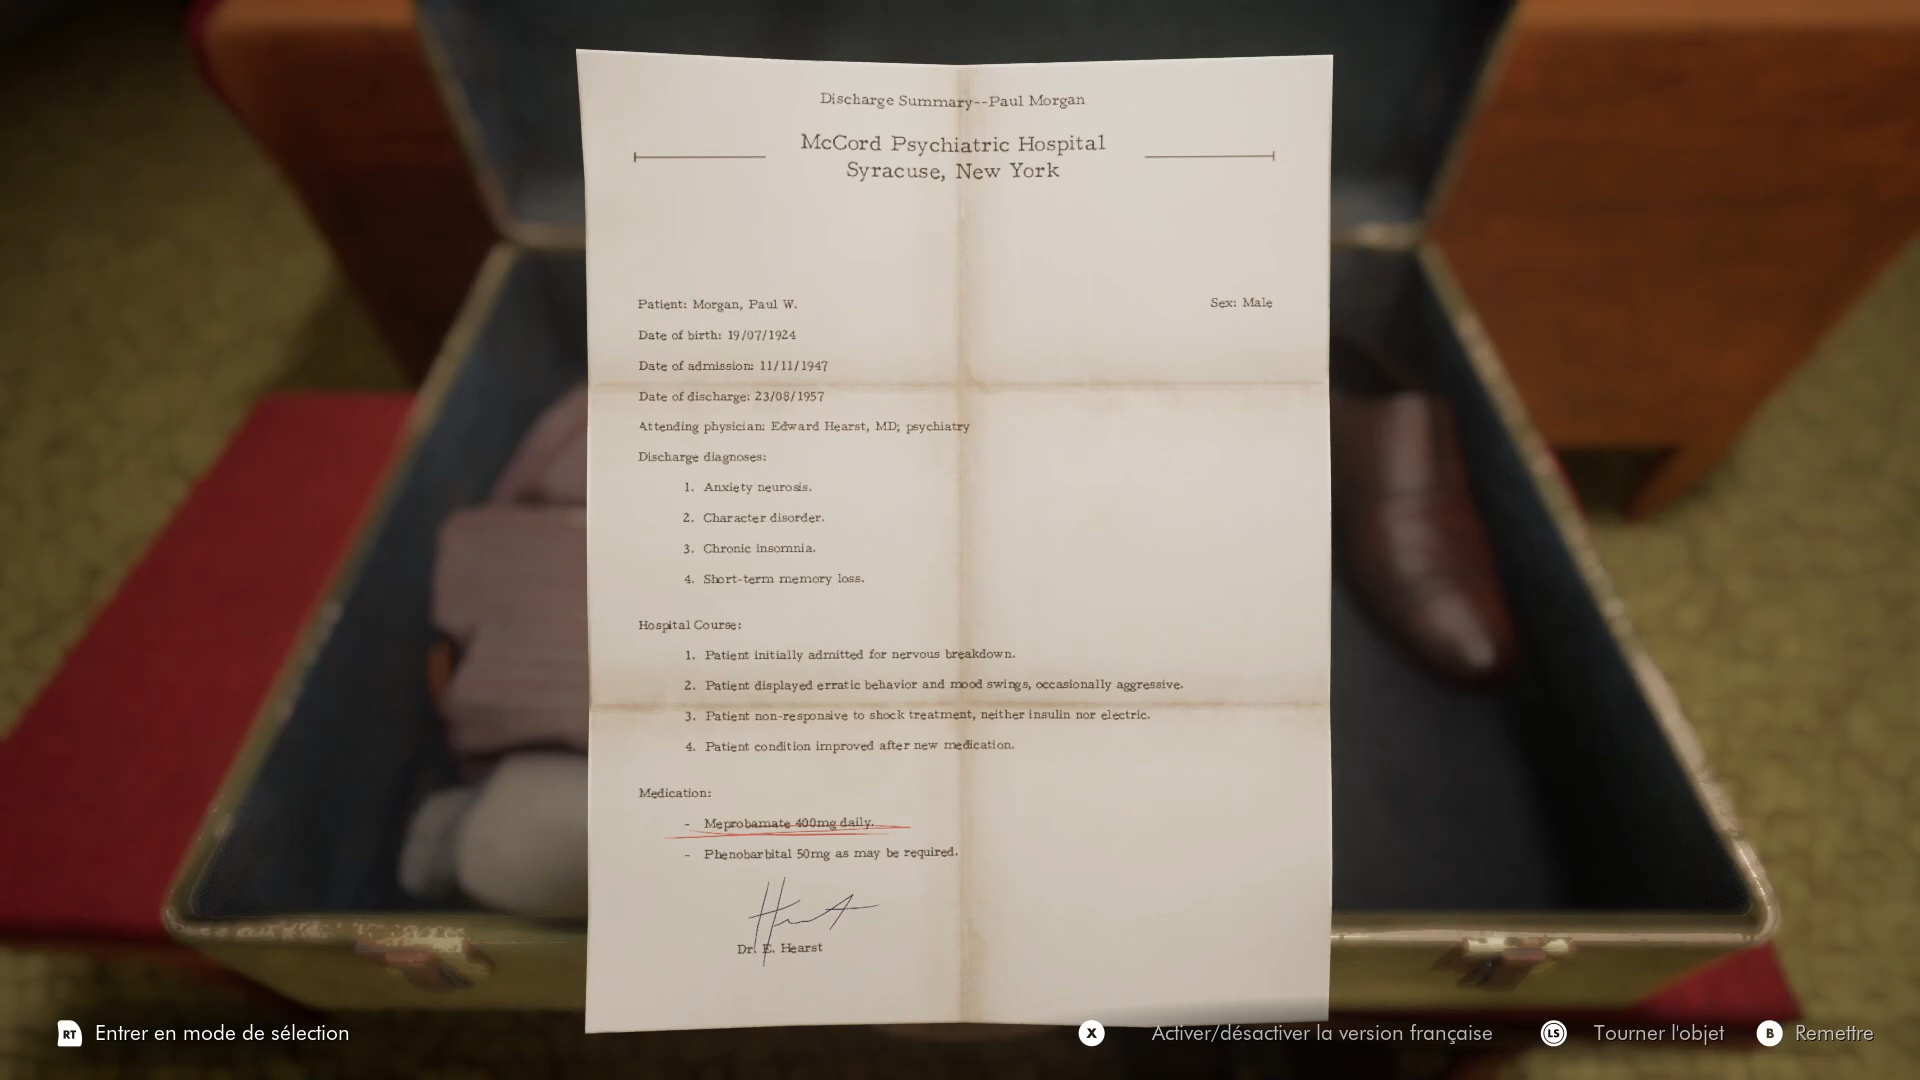 Discharge Summary--Paul Morgan
McCord Psychiatric Hospital
Syracuse, New York
Patient: Morgan, Paul W.
Sex: Male
Date of birth: 19/07/1924
Date of admission: 11/11/1947
Date of discharge: 23/08/1957
Attending physician: Edward Hearst, MD; psychiatry
Discharge diagnoses:
1. Anxiety neurosis.
2. Character disorder.
3. Chronic insomnia.
4. Short-term memory loss.
Hospital Course:
1. Patient initially admitted for nervous breakdown.
2. Patient displayed erratic behavior and mood swings, occasionally aggressive.
3. Patient non-responsive to shock treatment, neither insulin nor electric.
4. Patient condition improved after new medication.
Medication:
- Meprobamate 400mg daily.
- Phenobarbital 50mg as may be required.
Dr. E. Hearst
RT Entrer en mode de sélection
X Activer/désactiver la version française
LS Tourner l'objet
B Remettre